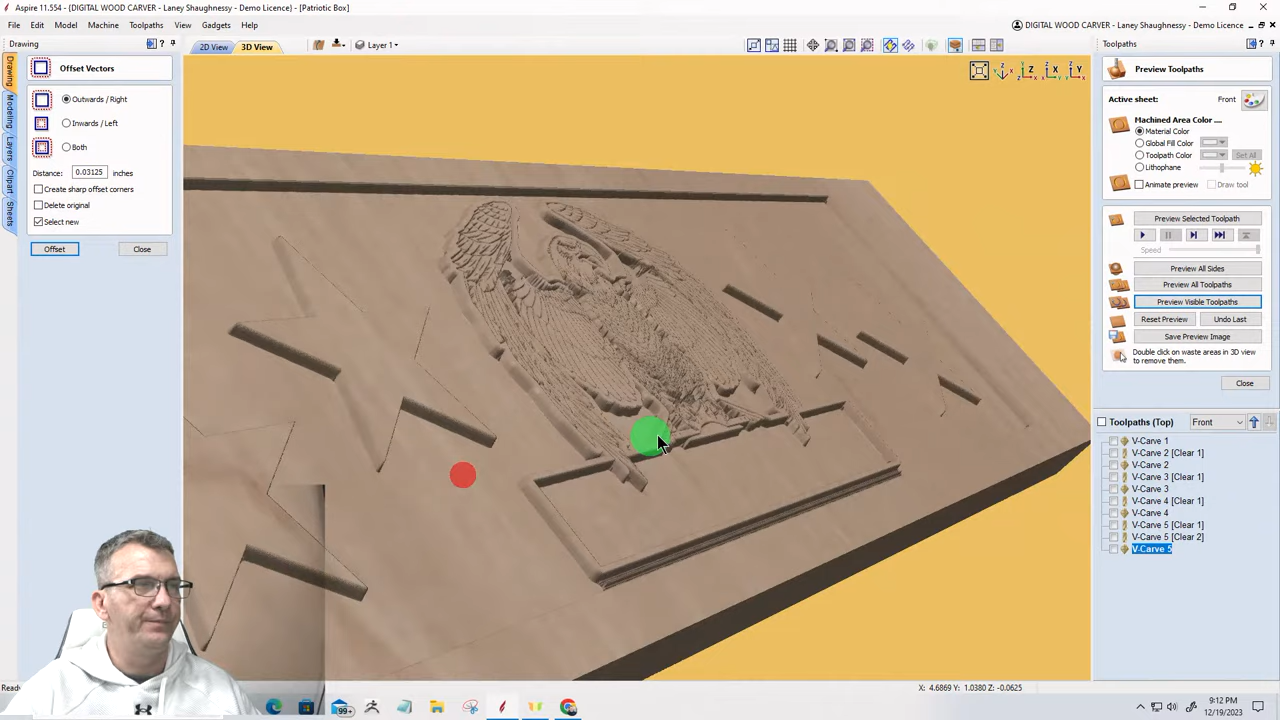 Aspire 11.554 - (DIGITAL WOOD CARVER - Laney Shaughnessy - Demo Licence) - [Patriotic Box]
File Edit Model Machine Toolpaths View Gadgets Help
DIGITAL WOOD CARVER - Laney Shaughnessy - Demo Licence
Drawing
2D View 3D View
Layer 1
Toolpaths
Drawing
Modeling
Layers
Clipart
Sheets
Offset Vectors
Outwards / Right
Inwards / Left
Both
Distance: 0.03125 inches
Create sharp offset corners
Delete original
Select new
Offset Close
Z X Y
Preview Toolpaths
Active sheet: Front
Machined Area Color ....
Material Color
Global Fill Color
Toolpath Color Set All
Lithophane
Animate preview Draw tool
Preview Selected Toolpath
Speed
Preview All Sides
Preview All Toolpaths
Preview Visible Toolpaths
Reset Preview Undo Last
Save Preview Image
Double click on waste areas in 3D view
to remove them.
Close
Toolpaths (Top) Front
V-Carve 1
V-Carve 2 [Clear 1]
V-Carve 2
V-Carve 3 [Clear 1]
V-Carve 3
V-Carve 4 [Clear 1]
V-Carve 4
V-Carve 5 [Clear 1]
V-Carve 5 [Clear 2]
V-Carve 5
X: 4.6869 Y: 1.0380 Z: -0.0625
99+
9:12 PM
12/19/2023